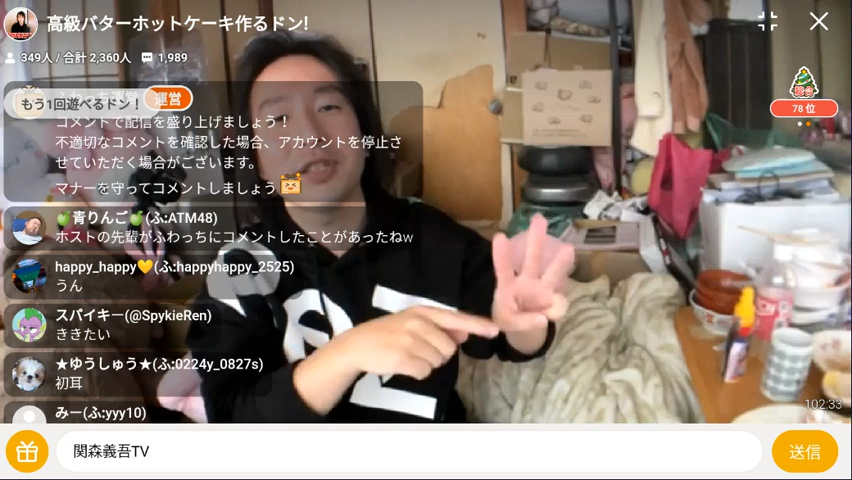 高級バターホットケーキ作るドン!
349人 / 合計 2,360人 1,989
もう1回遊べるドン！
運営
コメントで配信を盛り上げましょう！
不適切なコメントを確認した場合、アカウントを停止さ
せていただく場合がございます。
マナーを守ってコメントしましょう
総合
78 位
🍏青りんご🍏(ふ:ATM48)
ホストの先輩がふわっちにコメントしたことがあったねw
happy_happy💛(ふ:happyhappy_2525)
うん
スパイキー(@SpykieRen)
ききたい
★ゆうしゅう★(ふ:0224y_0827s)
初耳
みー(ふ:yyy10)
102:33
関森義吾TV
送信